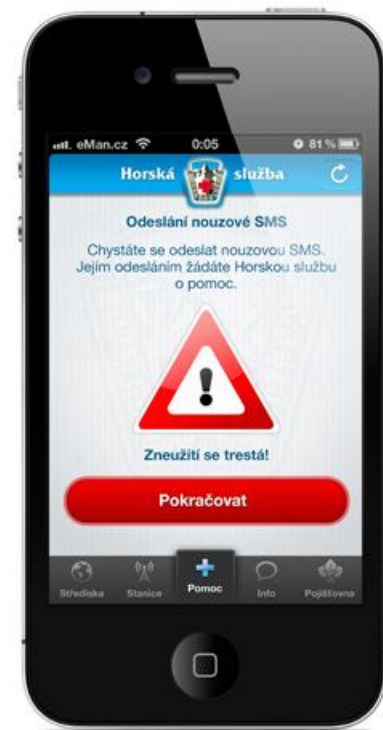 eMan.cz 0:05 81 %
Horská služba
Odeslání nouzové SMS
Chystáte se odeslat nouzovou SMS.
Jejím odesláním žádáte Horskou službu
o pomoc.
!
Zneužití se trestá!
Pokračovat
Střediska Stanice Pomoc Info Pojišťovna